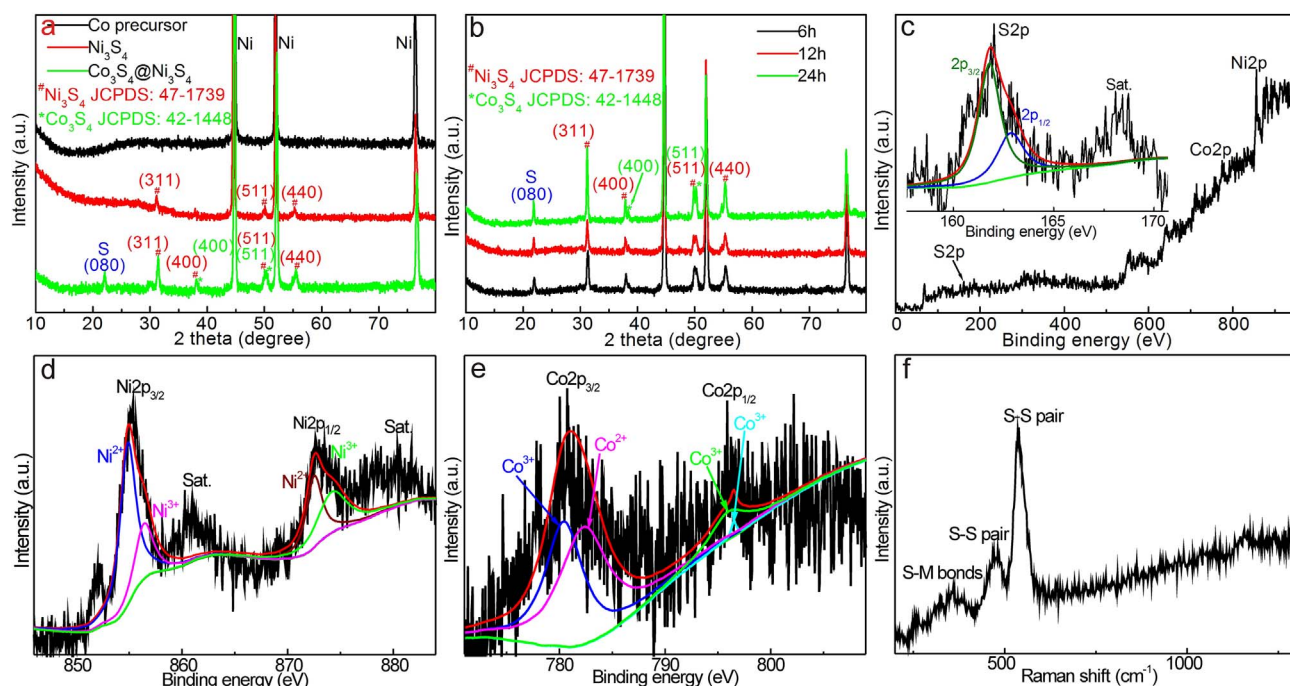 a
Co precursor
Ni₃S₄
Co₃S₄@Ni₃S₄
#Ni₃S₄ JCPDS: 47-1739
*Co₃S₄ JCPDS: 42-1448
Ni
Ni
Ni
(311)
#
(511)
#
(440)
#
S
(080)
(311)
#
(400)
#
*
(400)
(511)
(511)
#
*
(440)
#
Intensity (a.u.)
10 20 30 40 50 60 70
2 theta (degree)
b
6h
12h
24h
#Ni₃S₄ JCPDS: 47-1739
*Co₃S₄ JCPDS: 42-1448
S
(080)
(311)
#
(400)
#
*
(400)
(511)
(511)
#
*
(440)
#
Intensity (a.u.)
10 20 30 40 50 60 70
2 theta (degree)
c
S2p
2p₃/₂
2p₁/₂
Sat.
Intensity (a.u.)
160 165 170
Binding energy (eV)
Ni2p
Co2p
S2p
Intensity (a.u.)
0 200 400 600 800
Binding energy (eV)
d
Ni2p₃/₂
Ni²⁺
Ni³⁺
Sat.
Ni2p₁/₂
Ni²⁺
Ni³⁺
Sat.
Intensity (a.u.)
850 860 870 880
Binding energy (eV)
e
Co2p₃/₂
Co2p₁/₂
Co³⁺
Co²⁺
Co³⁺
Co³⁺
Intensity (a.u.)
780 790 800
Binding energy (eV)
f
S-S pair
S-S pair
S-M bonds
Intensity (a.u.)
500 1000
Raman shift (cm⁻¹)